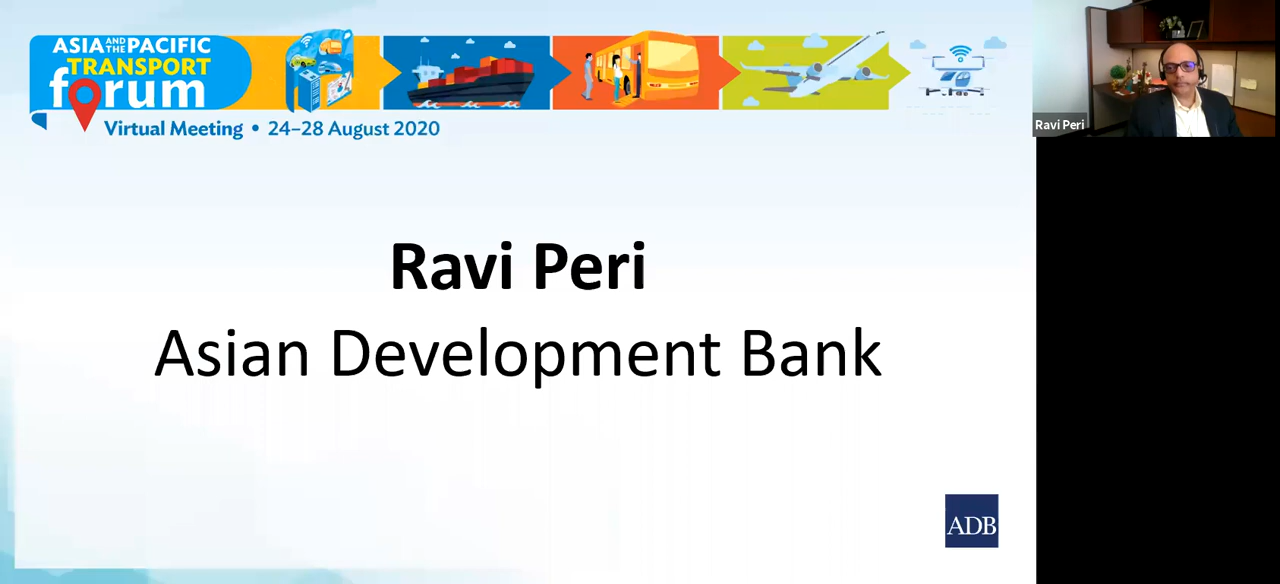 ASIA AND THE PACIFIC
TRANSPORT
forum
Virtual Meeting • 24–28 August 2020
Ravi Peri
Ravi Peri
Asian Development Bank
ADB